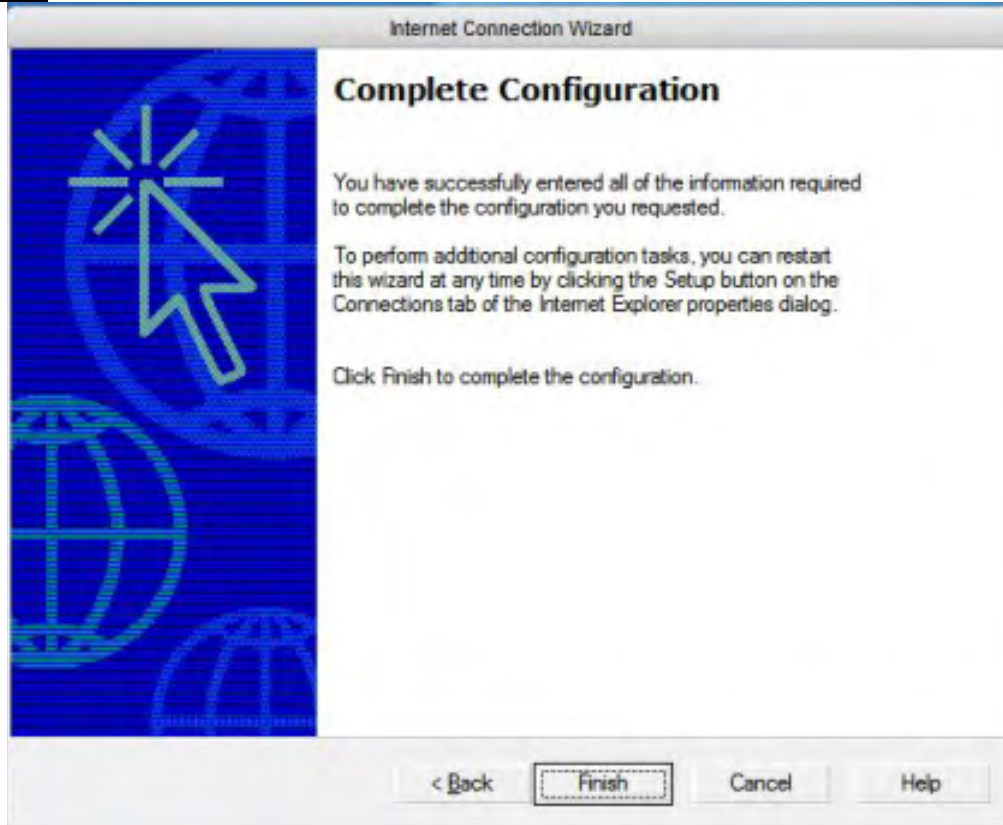 Internet Connection Wizard
Complete Configuration
You have successfully entered all of the information required
to complete the configuration you requested.
To perform addtional configuration tasks, you can restart
this wizard at any time by clicking the Setup button on the
Connections tab of the Internet Explorer properties dialog.
Click Finish to complete the configuration.
< Back Finish Cancel Help